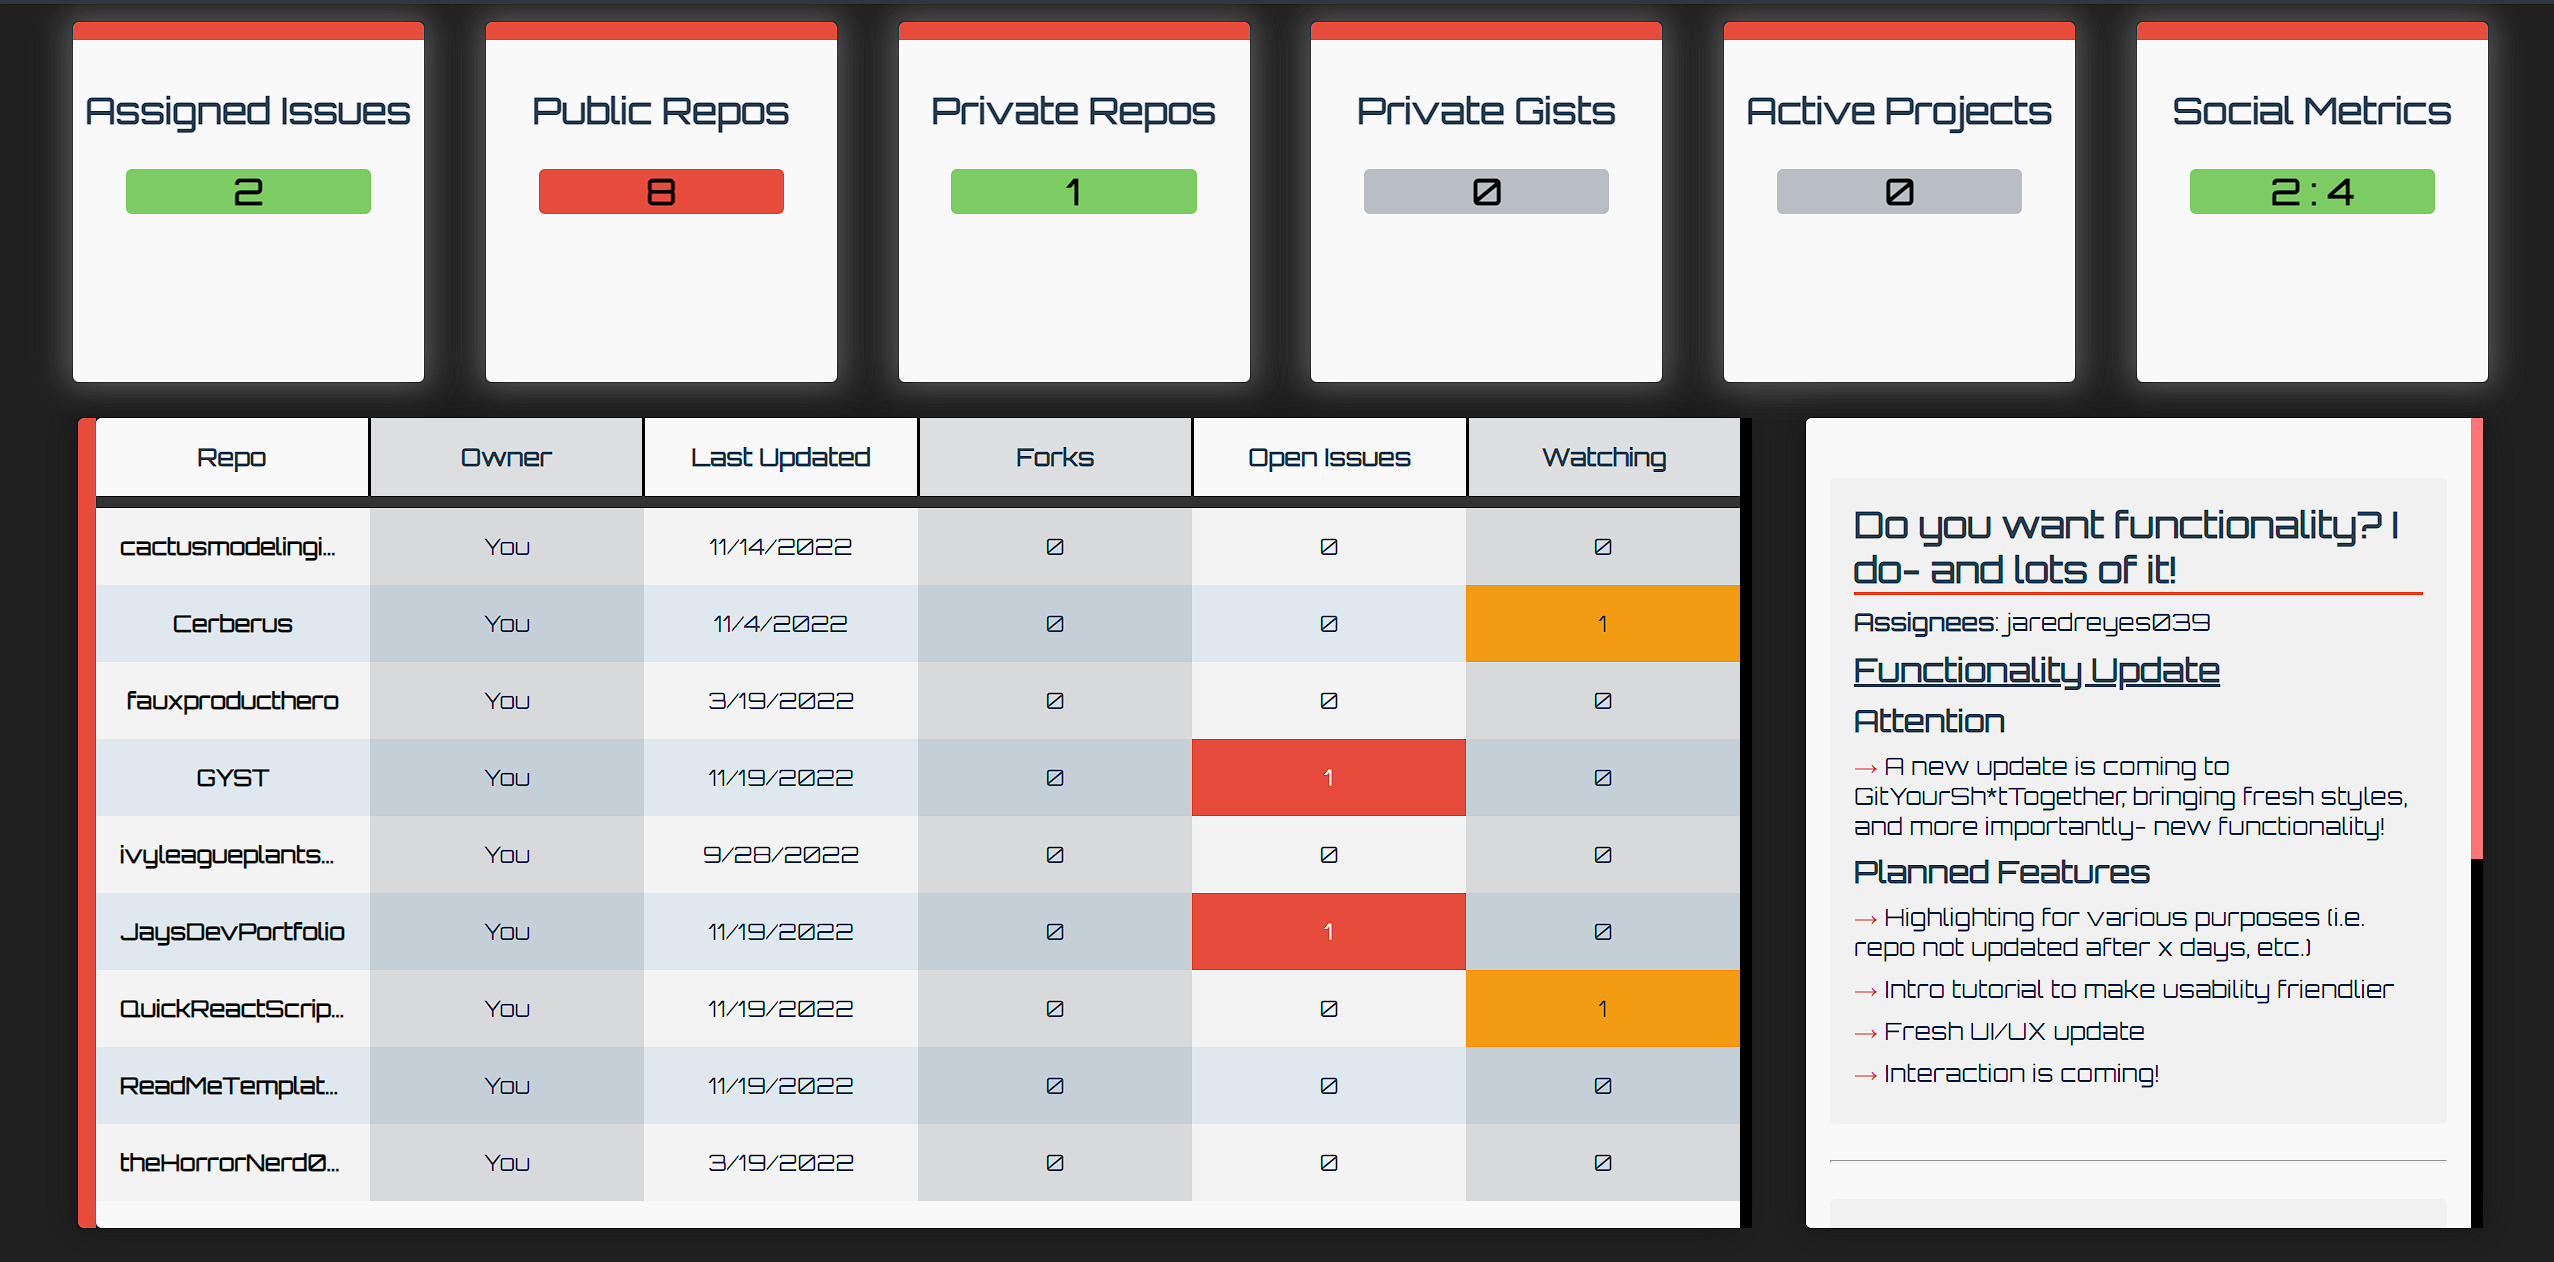 Assigned Issues
2
Public Repos
8
Private Repos
1
Private Gists
0
Active Projects
0
Social Metrics
2:4
Repo Owner Last Updated Forks Open Issues Watching
cactusmodelingi... You 11/14/2022 0 0 0
Cerberus You 11/4/2022 0 0 1
fauxproducthero You 3/19/2022 0 0 0
GYST You 11/19/2022 0 1 0
ivyleagueplants... You 9/28/2022 0 0 0
JaysDevPortfolio You 11/19/2022 0 1 0
QuickReactScrip... You 11/19/2022 0 0 1
ReadMeTemplat... You 11/19/2022 0 0 0
theHorrorNerd0... You 3/19/2022 0 0 0
Do you want functionality? I
do- and lots of it!
Assignees: jaredreyes039
Functionality Update
Attention
→ A new update is coming to
GitYourSh*tTogether, bringing fresh styles,
and more importantly- new functionality!
Planned Features
→ Highlighting for various purposes (i.e.
repo not updated after x days, etc.)
→ Intro tutorial to make usability friendlier
→ Fresh UI/UX update
→ Interaction is coming!